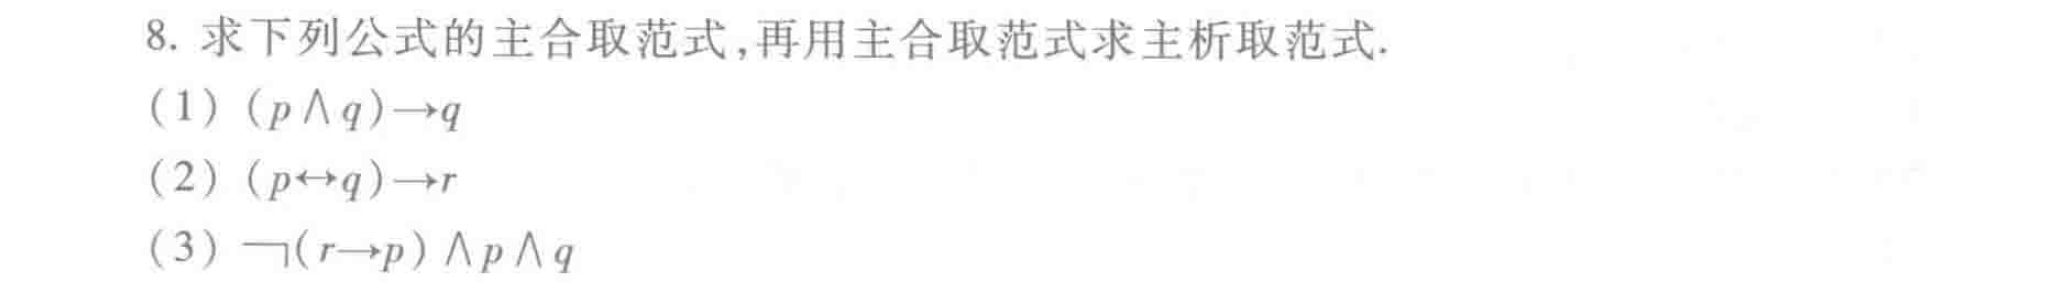 8. 求下列公式的主合取范式,再用主合取范式求主析取范式.
(1) (p∧q)→q
(2) (p↔q)→r
(3) ¬(r→p)∧p∧q